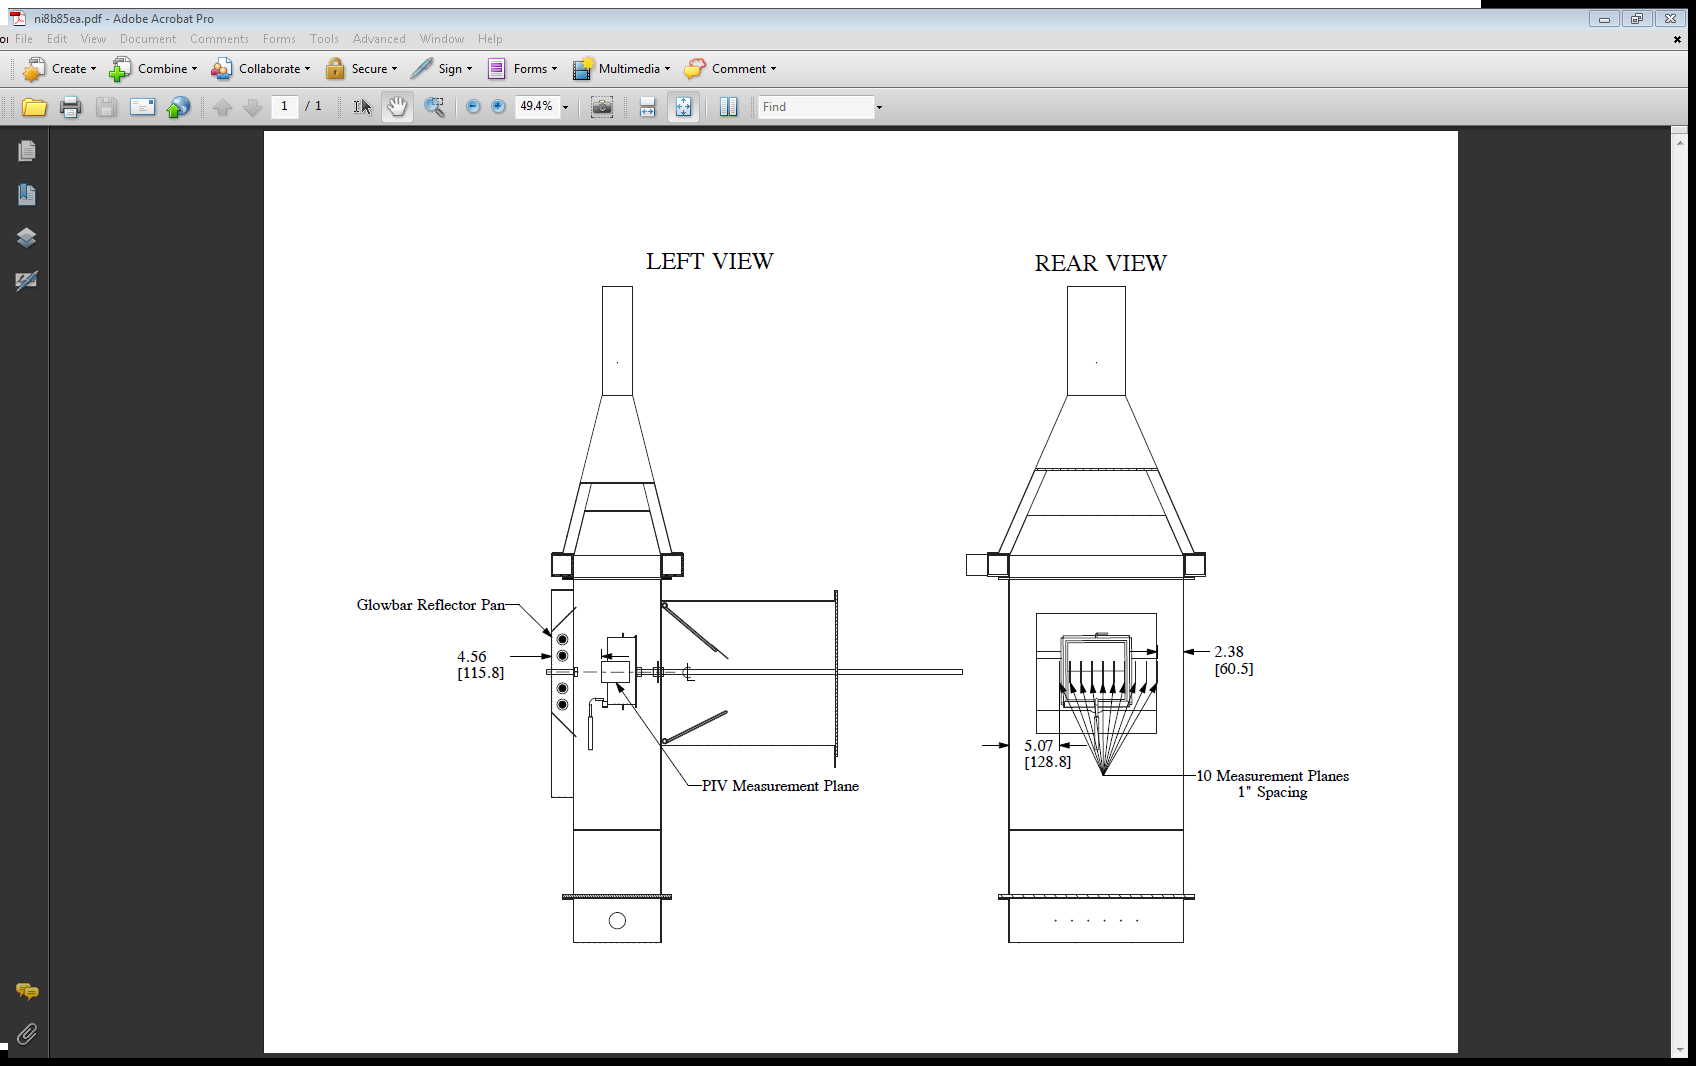 ni8b85ea.pdf - Adobe Acrobat Pro
File Edit View Document Comments Forms Tools Advanced Window Help
Create Combine Collaborate Secure Sign Forms Multimedia Comment
1 / 1 49.4% Find
LEFT VIEW
REAR VIEW
Glowbar Reflector Pan
4.56
[115.8]
2.38
[60.5]
5.07
[128.8]
PIV Measurement Plane
10 Measurement Planes
1" Spacing